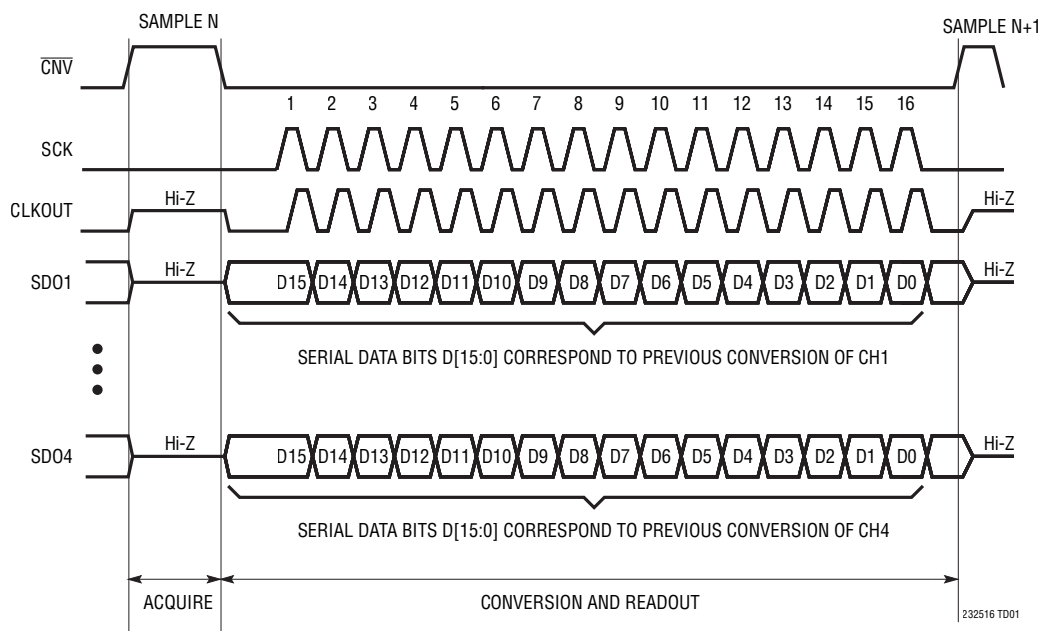 SAMPLE N
SAMPLE N+1
CNV
1 2 3 4 5 6 7 8 9 10 11 12 13 14 15 16
SCK
Hi-Z Hi-Z
CLKOUT
Hi-Z Hi-Z
SDO1 D15 D14 D13 D12 D11 D10 D9 D8 D7 D6 D5 D4 D3 D2 D1 D0
SERIAL DATA BITS D[15:0] CORRESPOND TO PREVIOUS CONVERSION OF CH1
Hi-Z Hi-Z
SDO4 D15 D14 D13 D12 D11 D10 D9 D8 D7 D6 D5 D4 D3 D2 D1 D0
SERIAL DATA BITS D[15:0] CORRESPOND TO PREVIOUS CONVERSION OF CH4
ACQUIRE CONVERSION AND READOUT
232516 TD01